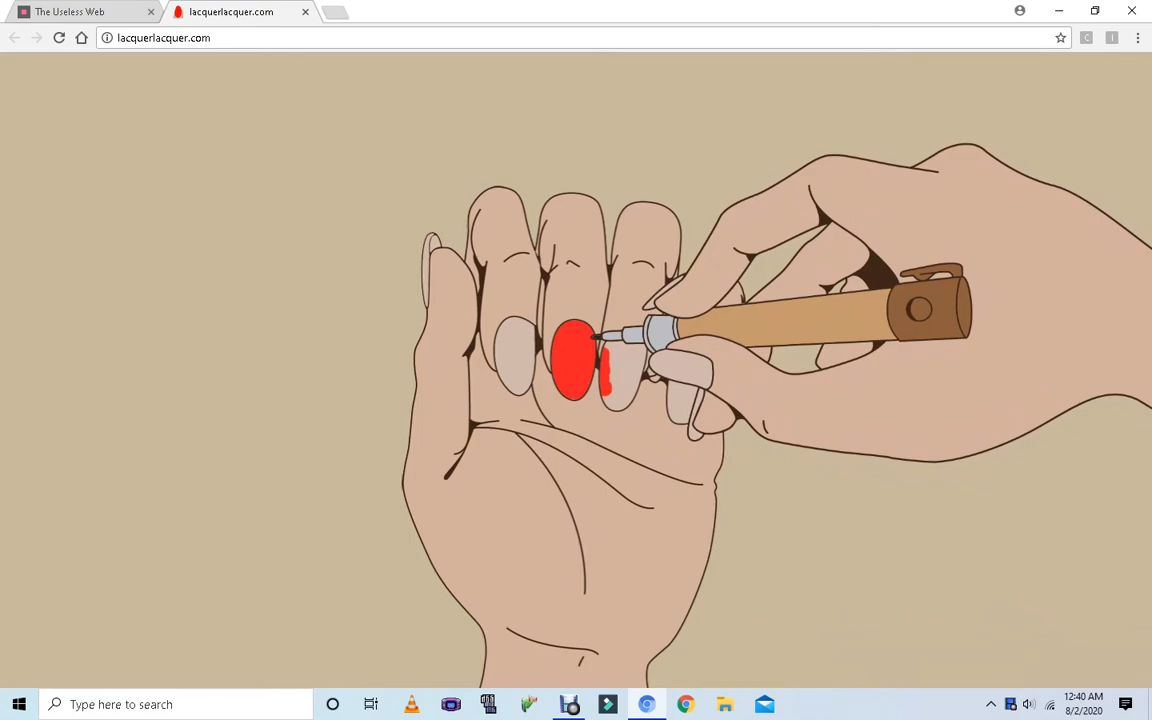 The Useless Web
lacquerlacquer.com
lacquerlacquer.com
Type here to search
12:40 AM
8/2/2020